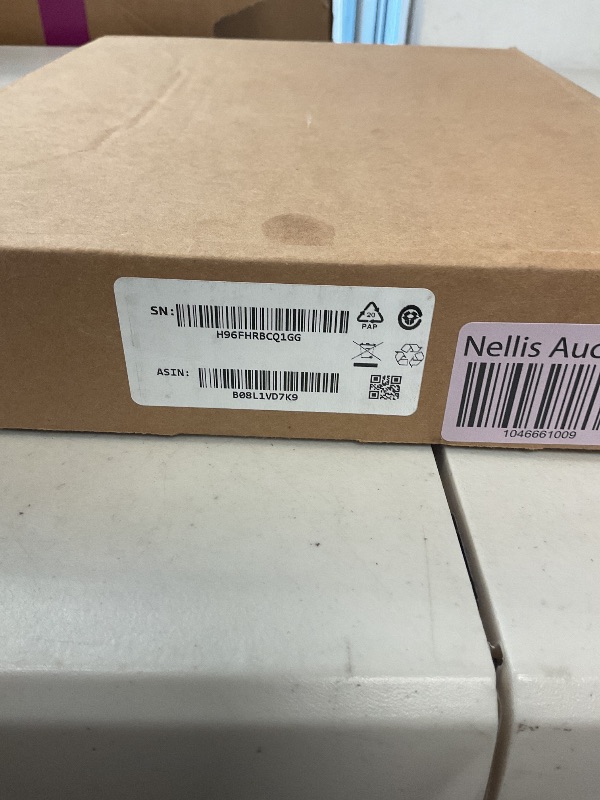 SN:
H96FHRBCQ1GG
20
PAP
ASIN:
B08L1VD7K9
Nellis Auc
1046661009